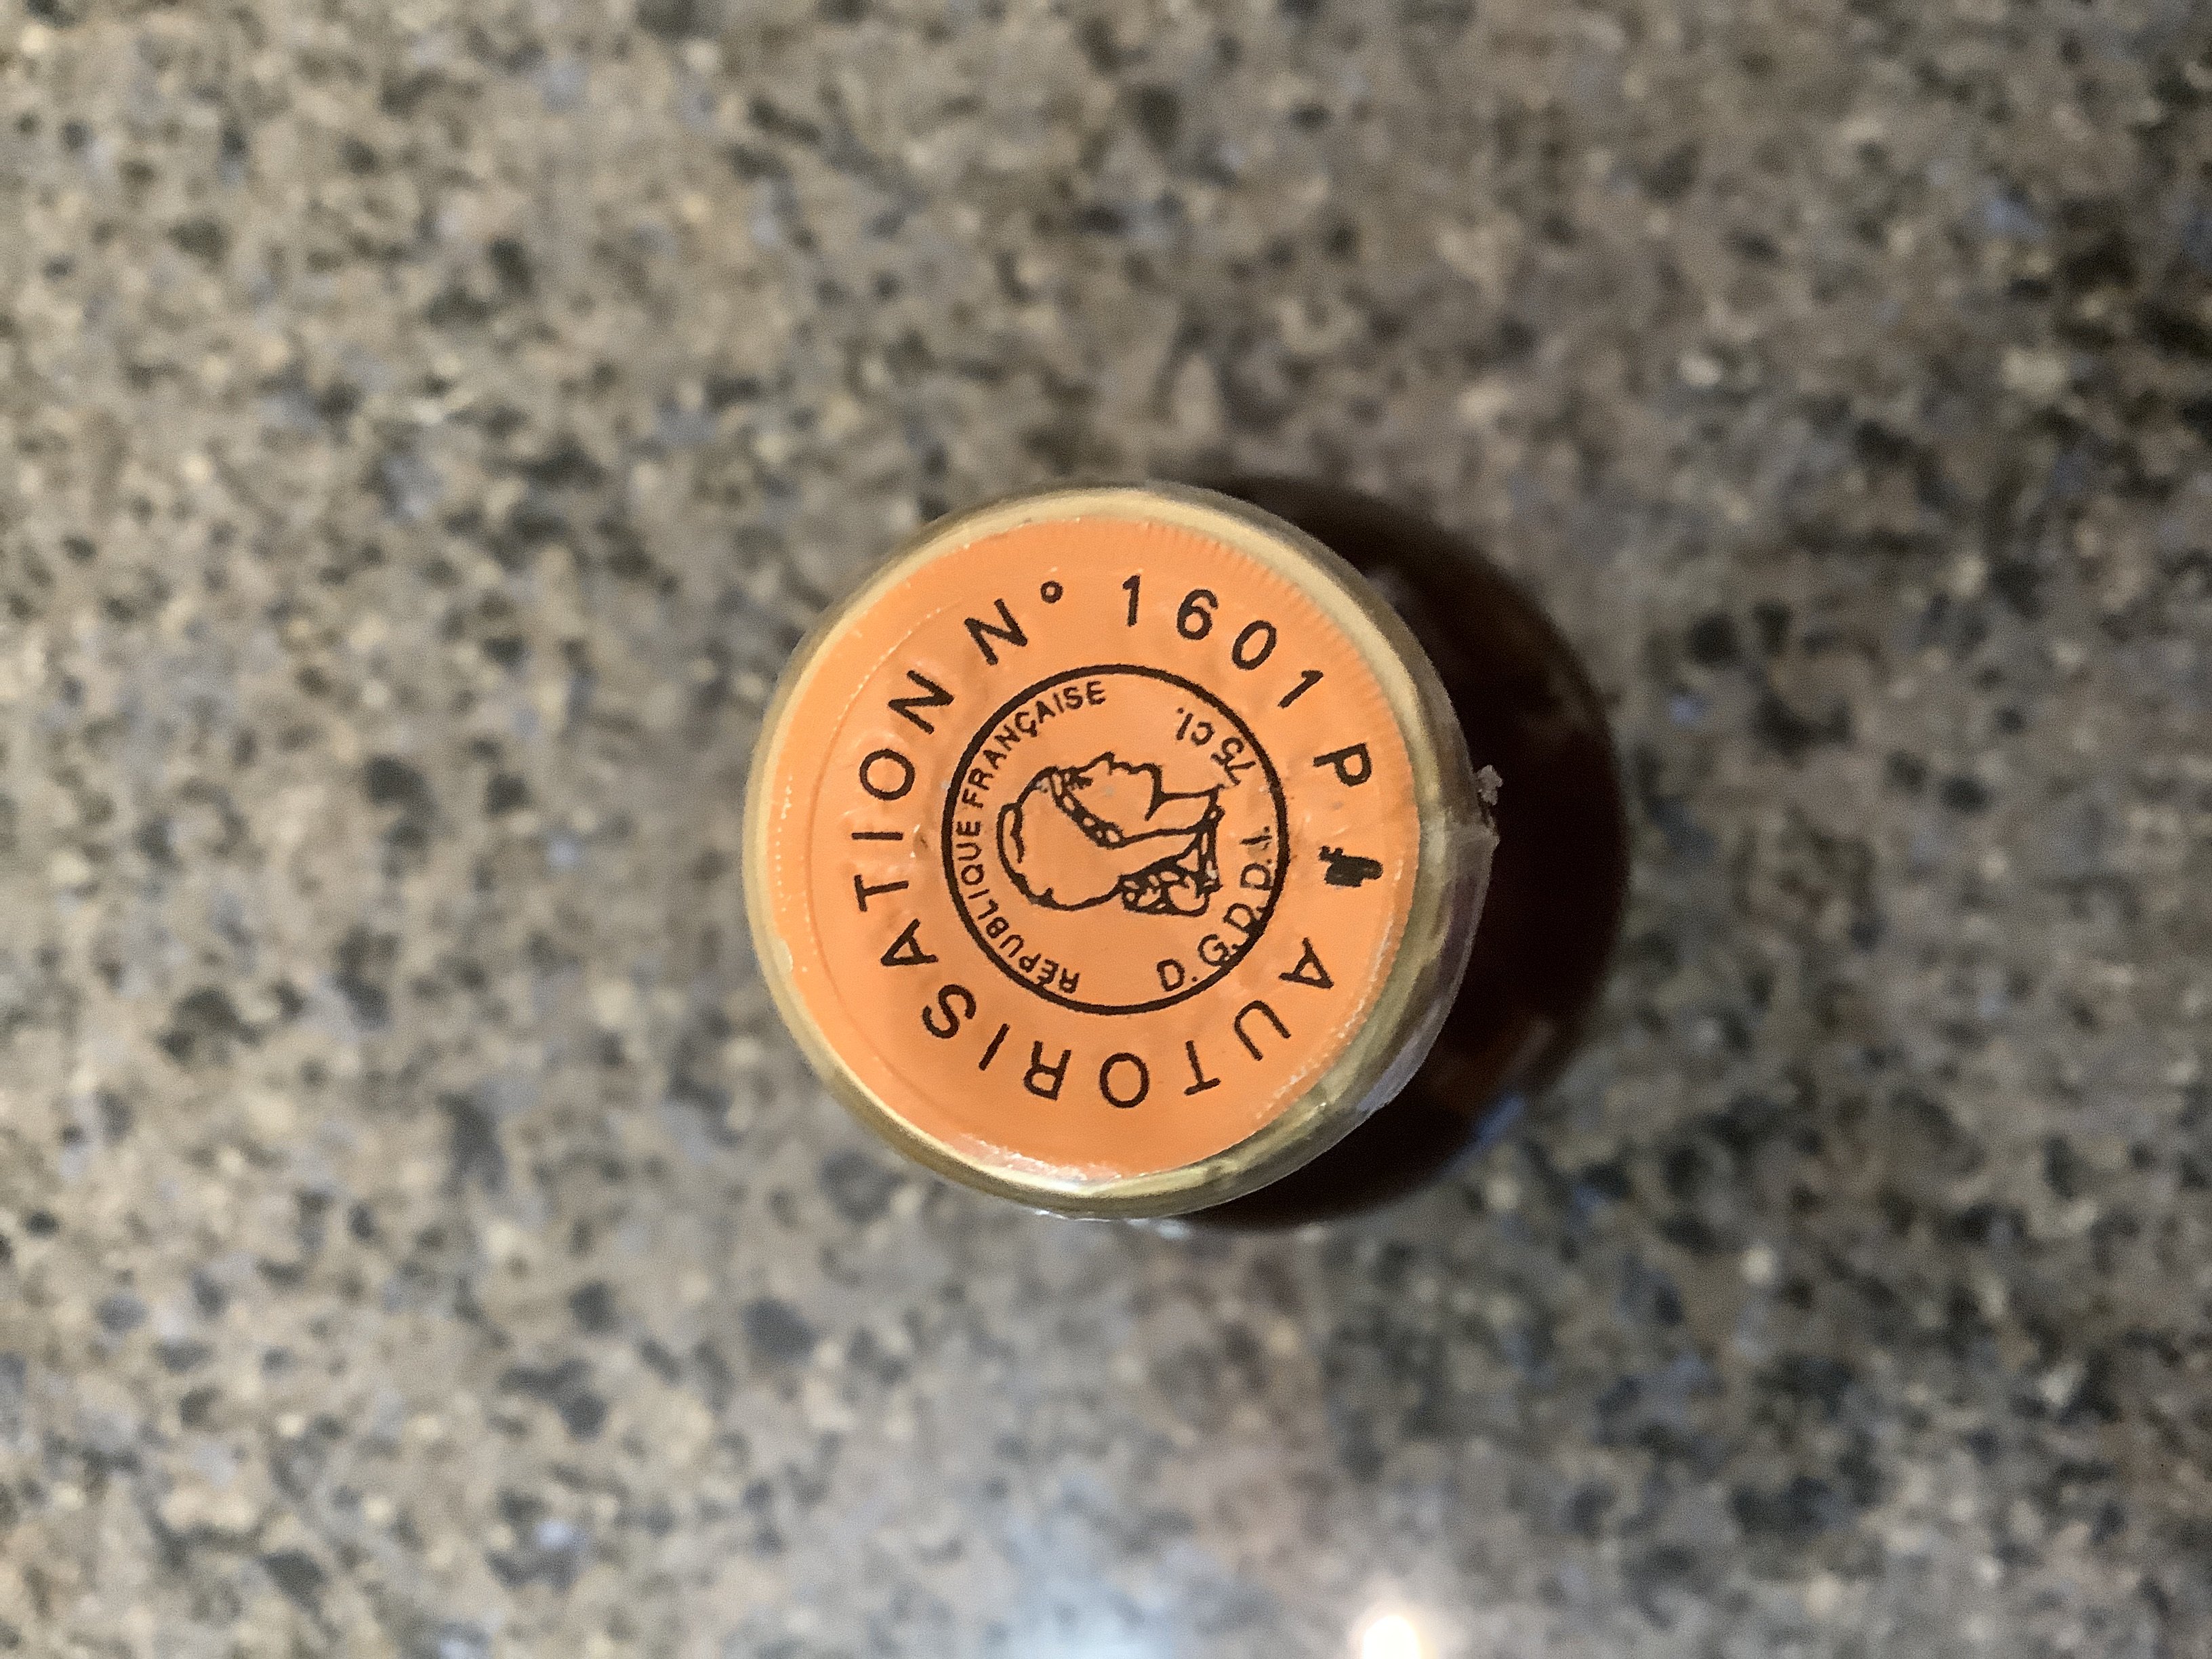 AUTORISATION N° 1601 P
RÉPUBLIQUE FRANÇAISE
75 cl.
D.G.D.D.I.